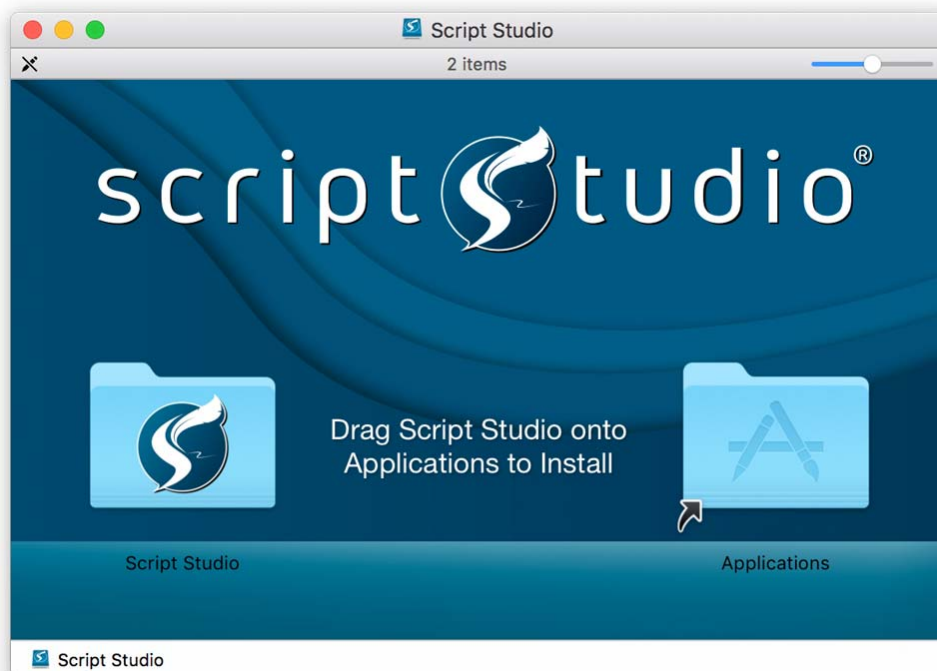 Script Studio
2 items
script Studio®
Drag Script Studio onto
Applications to Install
Script Studio
Applications
Script Studio